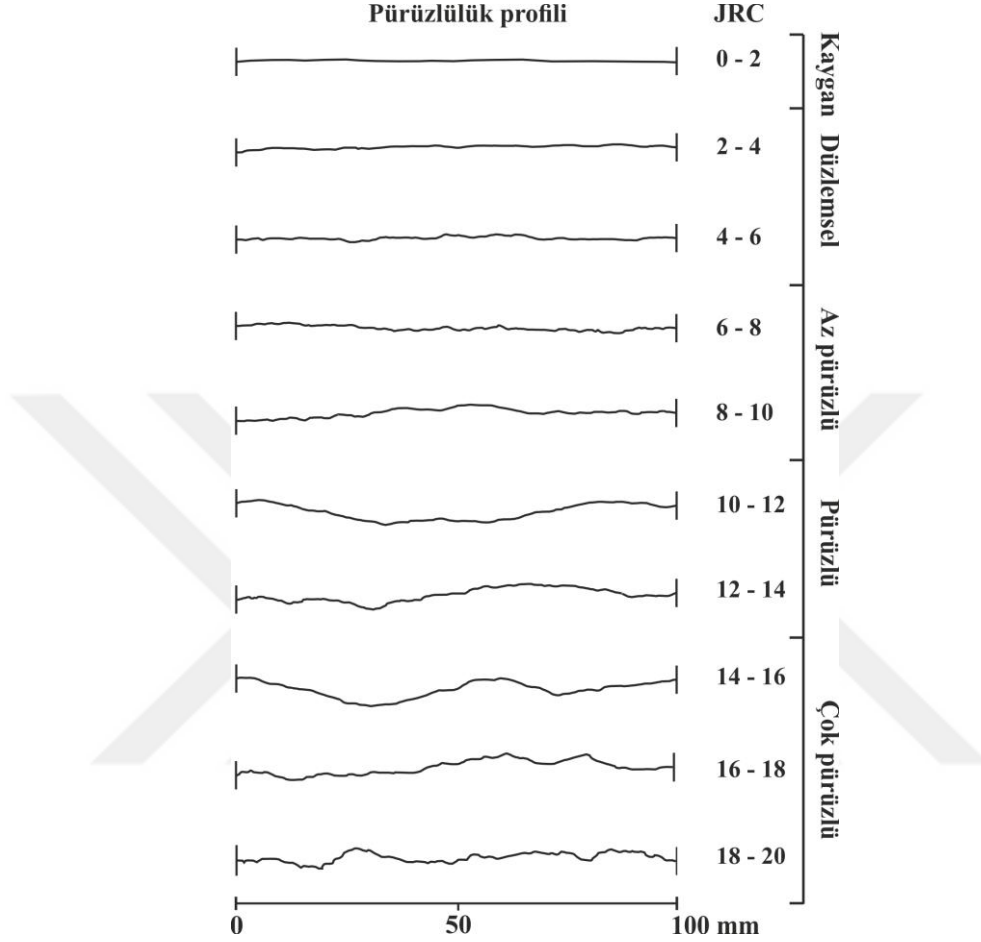 Pürüzlülük profili JRC
0 - 2
Kaygan
2 - 4
4 - 6
Düzlemsel
6 - 8
8 - 10
Az pürüzlü
10 - 12
12 - 14
Pürüzlü
14 - 16
16 - 18
18 - 20
Çok pürüzlü
0 50 100 mm